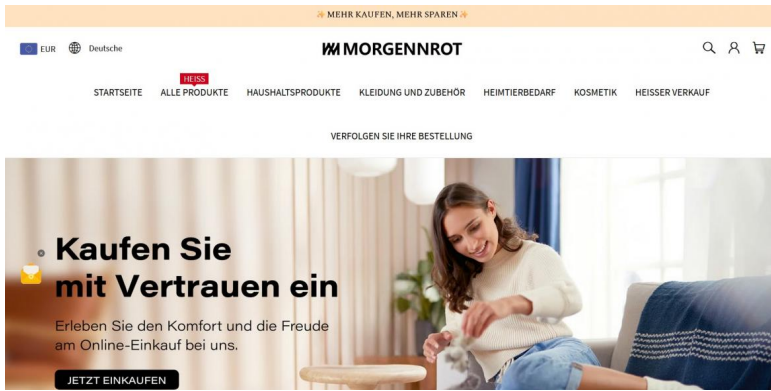 ✨MEHR KAUFEN, MEHR SPAREN✨
EUR Deutsche
MORGENNROT
HEISS
STARTSEITE ALLE PRODUKTE HAUSHALTSPRODUKTE KLEIDUNG UND ZUBEHÖR HEIMTIERBEDARF KOSMETIK HEISSER VERKAUF
VERFOLGEN SIE IHRE BESTELLUNG
Kaufen Sie
mit Vertrauen ein
Erleben Sie den Komfort und die Freude
am Online-Einkauf bei uns.
JETZT EINKAUFEN